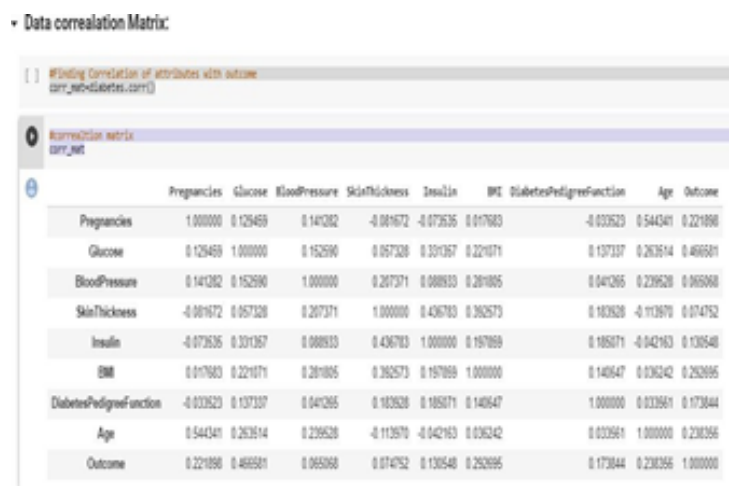 Data correalation Matrix:
[ ] #Finding Correlation of attributes with outcome
corr_mat=diabetes.corr()
#correaltion matrix
corr_mat
Pregnancies Glucose BloodPressure SkinThickness Insulin BMI DiabetesPedigreeFunction Age Outcome
Pregnancies 1.000000 0.129459 0.141282 -0.081672 -0.073535 0.017683 -0.033523 0.544341 0.221898
Glucose 0.129459 1.000000 0.152590 0.057328 0.331357 0.221071 0.137337 0.263514 0.466581
BloodPressure 0.141282 0.152590 1.000000 0.207371 0.088933 0.281805 0.041265 0.239528 0.065068
SkinThickness -0.081672 0.057328 0.207371 1.000000 0.436783 0.392573 0.183928 -0.113970 0.074752
Insulin -0.073535 0.331357 0.088933 0.436783 1.000000 0.197859 0.185071 -0.042163 0.130548
BMI 0.017683 0.221071 0.281805 0.392573 0.197859 1.000000 0.140647 0.036242 0.292695
DiabetesPedigreeFunction -0.033523 0.137337 0.041265 0.183928 0.185071 0.140647 1.000000 0.033561 0.173844
Age 0.544341 0.263514 0.239528 -0.113970 -0.042163 0.036242 0.033561 1.000000 0.238356
Outcome 0.221898 0.466581 0.065068 0.074752 0.130548 0.292695 0.173844 0.238356 1.000000